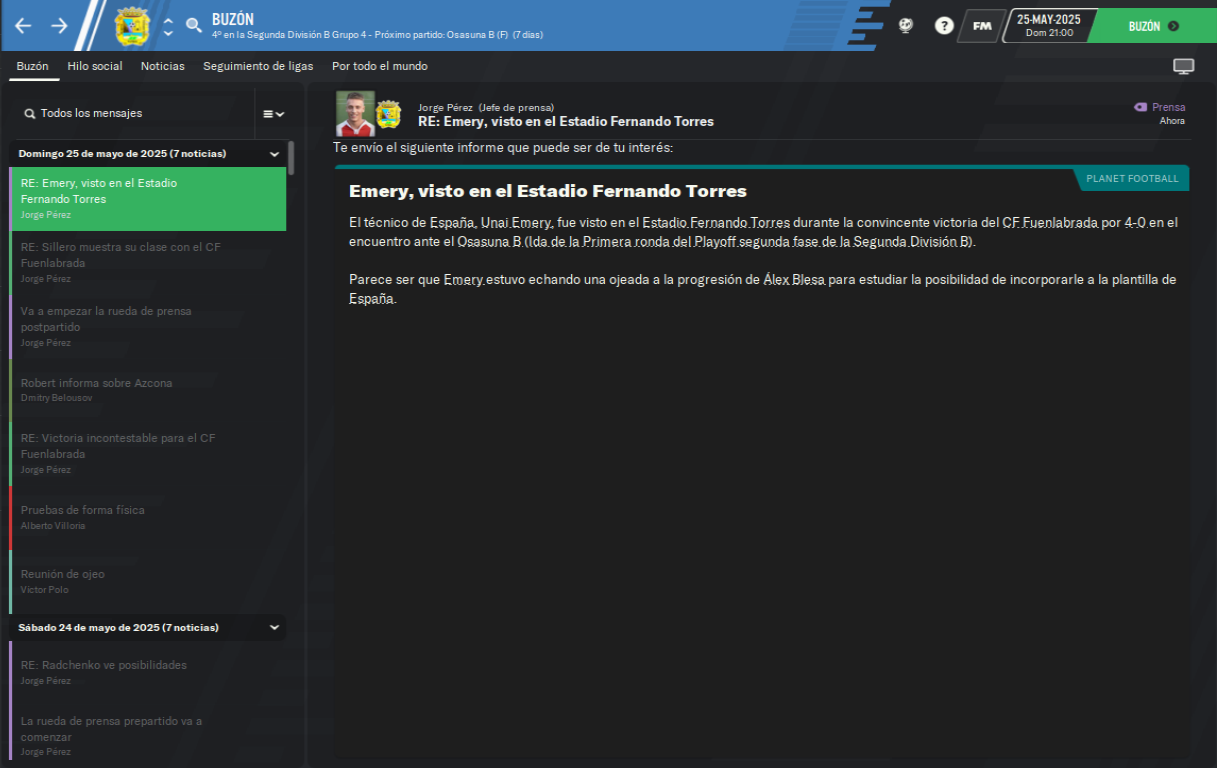 BUZÓN
4º en la Segunda División B Grupo 4 - Próximo partido: Osasuna B (F) (7 días)
?
FM
25-MAY-2025
Dom 21:00
BUZÓN
Buzón
Hilo social
Noticias
Seguimiento de ligas
Por todo el mundo
Todos los mensajes
Domingo 25 de mayo de 2025 (7 noticias)
RE: Emery, visto en el Estadio
Fernando Torres
Jorge Pérez
RE: Sillero muestra su clase con el CF
Fuenlabrada
Jorge Pérez
Va a empezar la rueda de prensa
postpartido
Jorge Pérez
Robert informa sobre Azcona
Dmitry Belousov
RE: Victoria incontestable para el CF
Fuenlabrada
Jorge Pérez
Pruebas de forma física
Alberto Villoria
Reunión de ojeo
Víctor Polo
Sábado 24 de mayo de 2025 (7 noticias)
RE: Radchenko ve posibilidades
Jorge Pérez
La rueda de prensa prepartido va a
comenzar
Jorge Pérez
Jorge Pérez (Jefe de prensa)
RE: Emery, visto en el Estadio Fernando Torres
Prensa
Ahora
Te envío el siguiente informe que puede ser de tu interés:
PLANET FOOTBALL
Emery, visto en el Estadio Fernando Torres
El técnico de España, Unai Emery, fue visto en el Estadio Fernando Torres durante la convincente victoria del CF Fuenlabrada por 4-0 en el
encuentro ante el Osasuna B (Ida de la Primera ronda del Playoff segunda fase de la Segunda División B).
Parece ser que Emery estuvo echando una ojeada a la progresión de Álex Blesa para estudiar la posibilidad de incorporarle a la plantilla de
España.